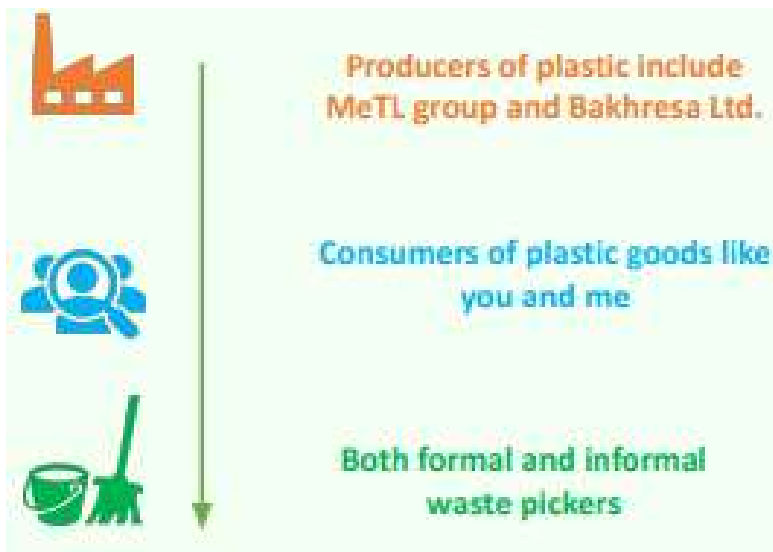 Producers of plastic include
MeTL group and Bakhresa Ltd.
Consumers of plastic goods like
you and me
Both formal and informal
waste pickers